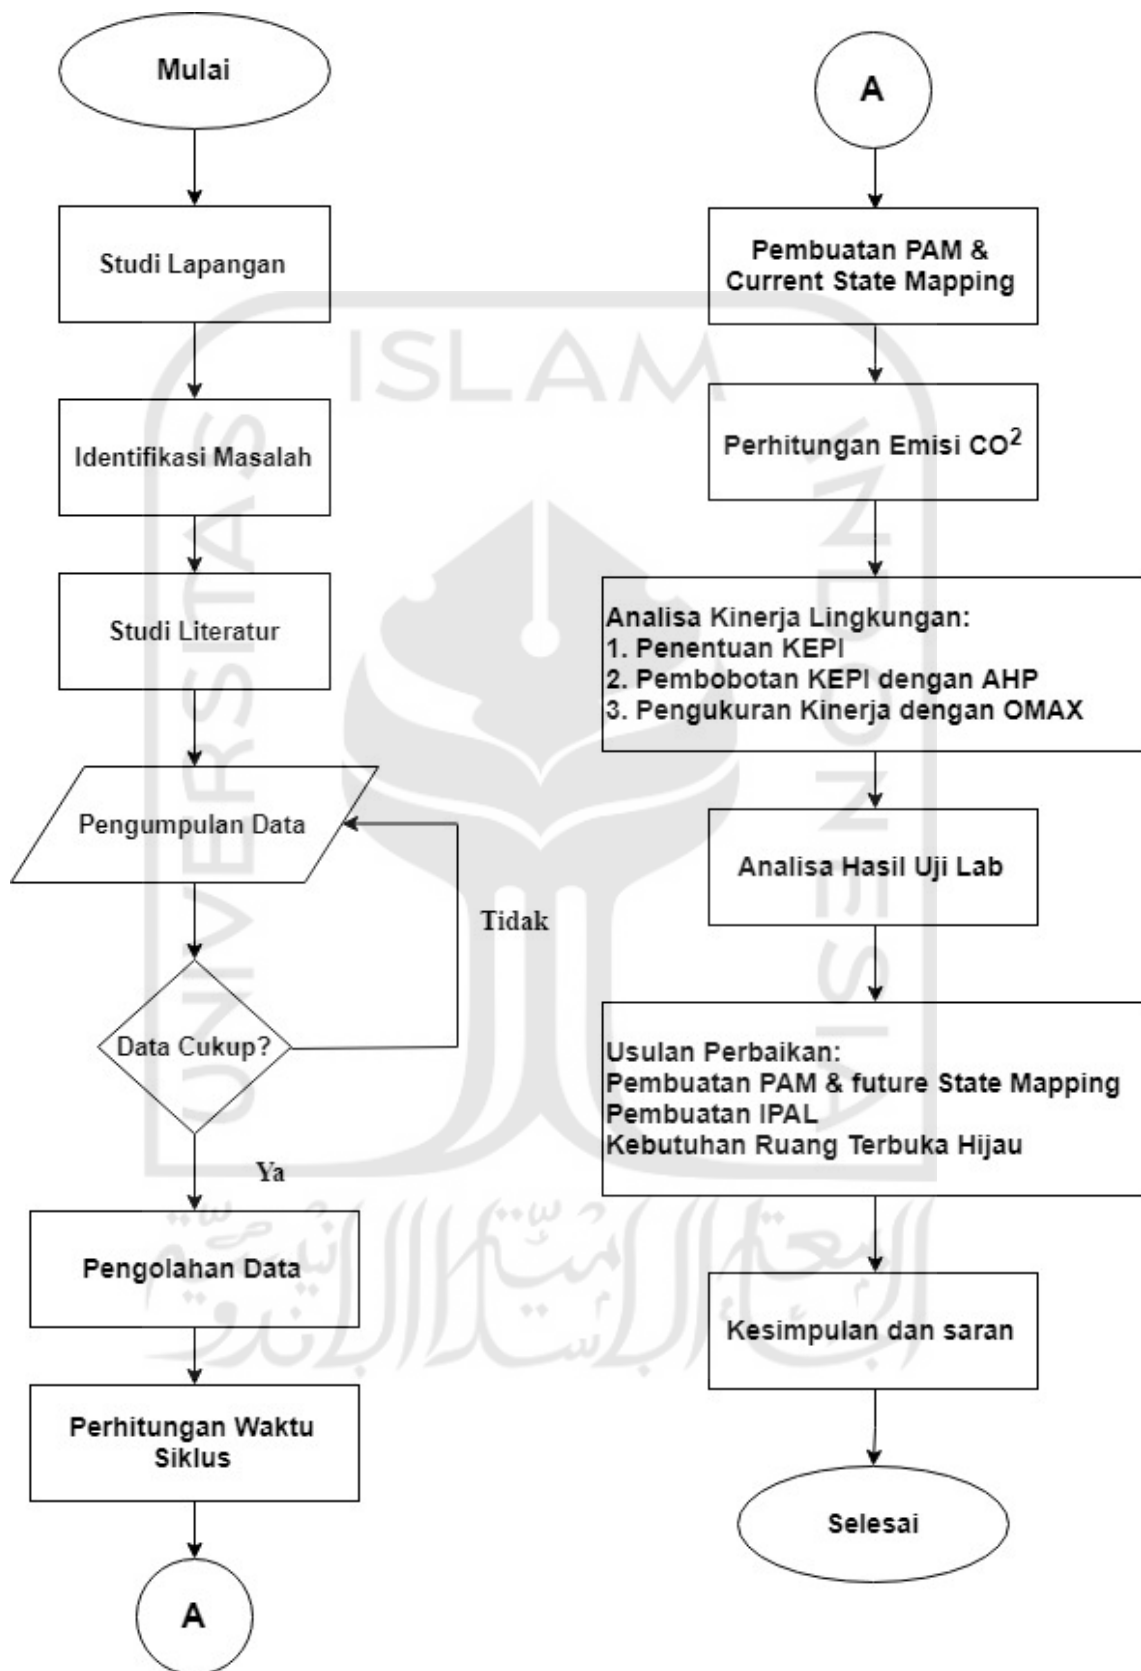 Mulai
Studi Lapangan
Identifikasi Masalah
Studi Literatur
Pengumpulan Data
Tidak
Data Cukup?
Ya
Pengolahan Data
Perhitungan Waktu
Siklus
A
A
Pembuatan PAM &
Current State Mapping
Perhitungan Emisi CO²
Analisa Kinerja Lingkungan:
1. Penentuan KEPI
2. Pembobotan KEPI dengan AHP
3. Pengukuran Kinerja dengan OMAX
Analisa Hasil Uji Lab
Usulan Perbaikan:
Pembuatan PAM & future State Mapping
Pembuatan IPAL
Kebutuhan Ruang Terbuka Hijau
Kesimpulan dan saran
Selesai
UNIVERSITAS
ISLAM
INDONESIA